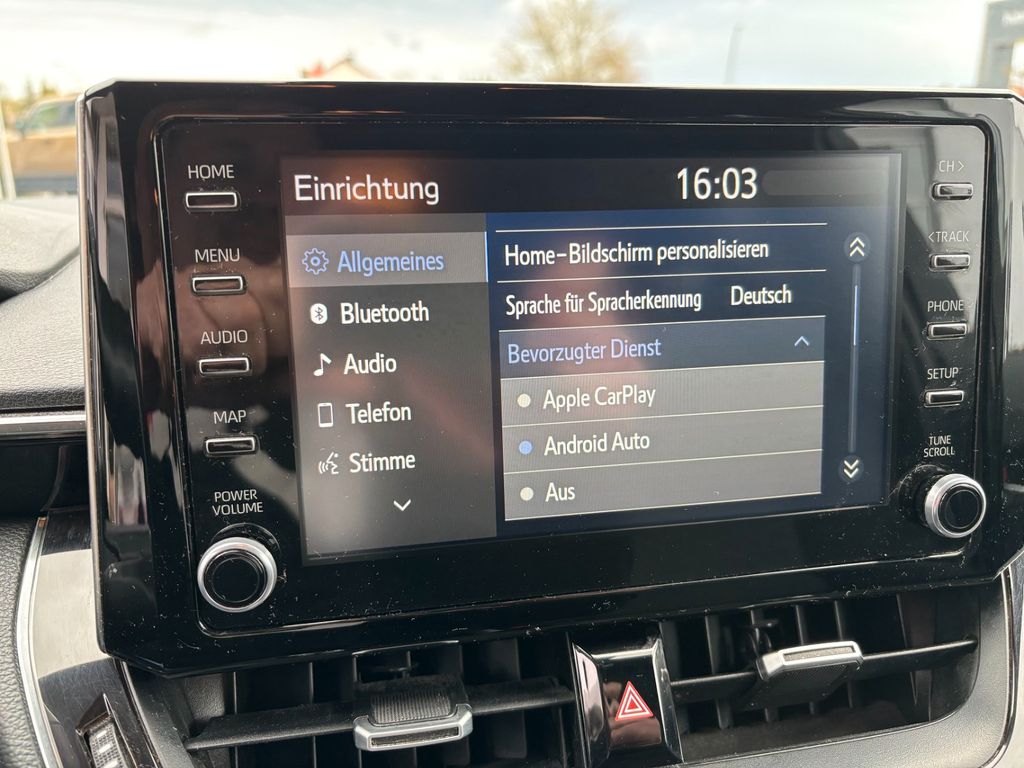 HOME
MENU
AUDIO
MAP
POWER
VOLUME
Einrichtung
16:03
Allgemeines
Bluetooth
Audio
Telefon
Stimme
Home-Bildschirm personalisieren
Sprache für Spracherkennung Deutsch
Bevorzugter Dienst
Apple CarPlay
Android Auto
Aus
CH >
< TRACK
PHONE
SETUP
TUNE
SCROLL